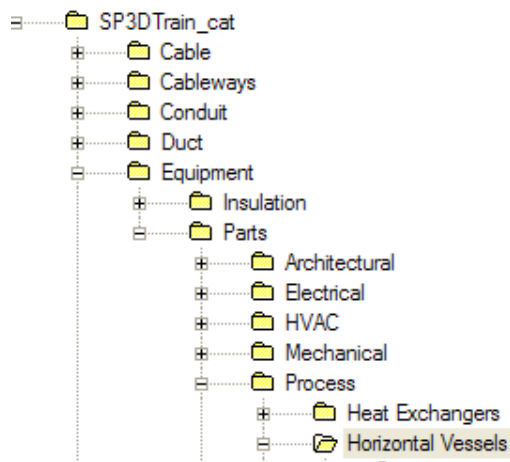 SP3DTrain_cat
Cable
Cableways
Conduit
Duct
Equipment
Insulation
Parts
Architectural
Electrical
HVAC
Mechanical
Process
Heat Exchangers
Horizontal Vessels